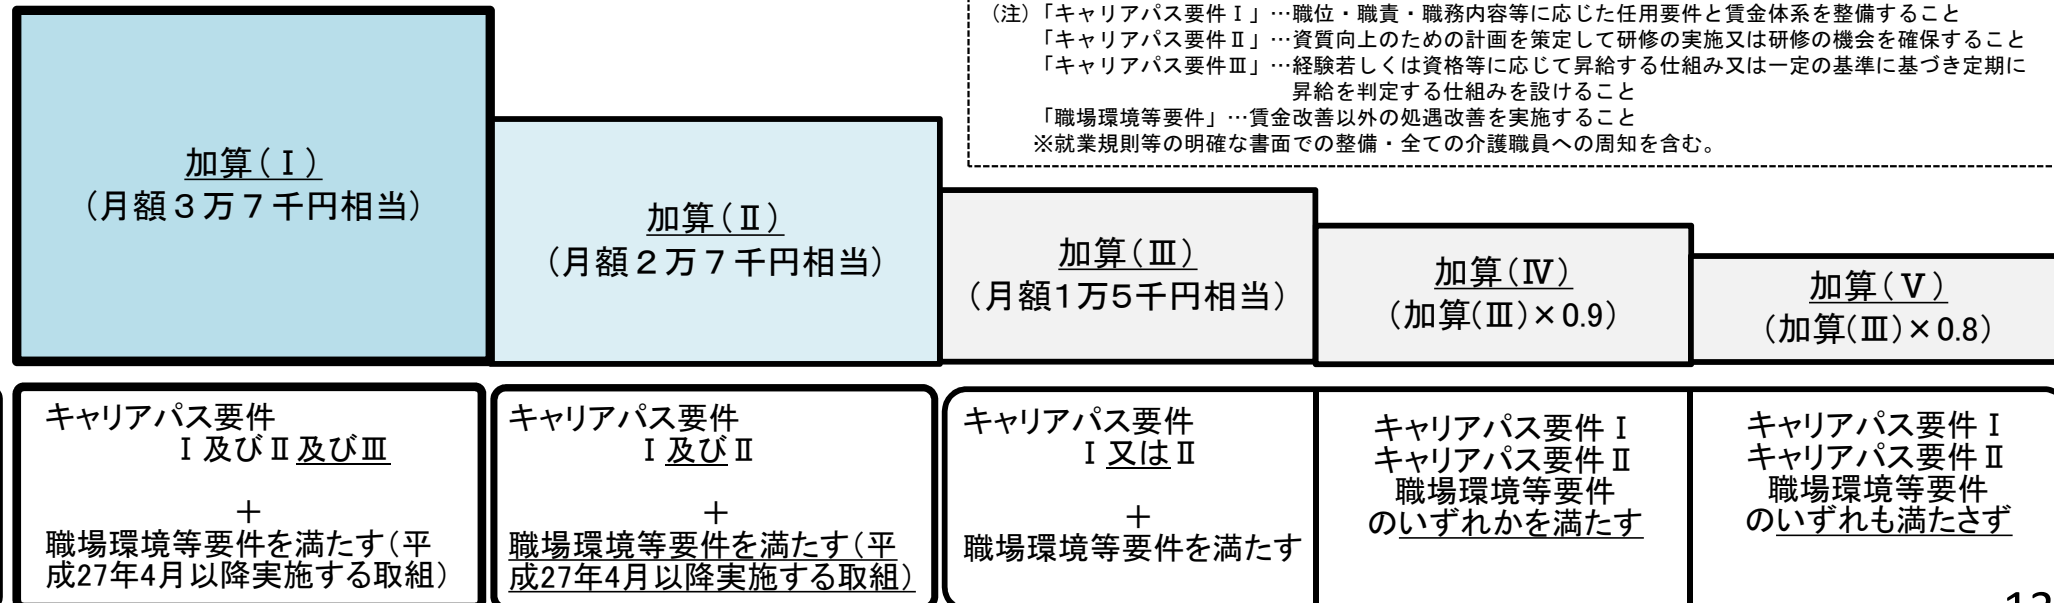 (注)「キャリアパス要件Ⅰ」…職位・職責・職務内容等に応じた任用要件と賃金体系を整備すること
「キャリアパス要件Ⅱ」…資質向上のための計画を策定して研修の実施又は研修の機会を確保すること
「キャリアパス要件Ⅲ」…経験若しくは資格等に応じて昇給する仕組み又は一定の基準に基づき定期に
昇給を判定する仕組みを設けること
「職場環境等要件」…賃金改善以外の処遇改善を実施すること
※就業規則等の明確な書面での整備・全ての介護職員への周知を含む。
加算(Ⅰ)
(月額3万7千円相当)
加算(Ⅱ)
(月額2万7千円相当)
加算(Ⅲ)
(月額1万5千円相当)
加算(Ⅳ)
(加算(Ⅲ)×0.9)
加算(Ⅴ)
(加算(Ⅲ)×0.8)
キャリアパス要件
Ⅰ及びⅡ及びⅢ
+
職場環境等要件を満たす(平
成27年4月以降実施する取組)
キャリアパス要件
Ⅰ及びⅡ
+
職場環境等要件を満たす(平
成27年4月以降実施する取組)
キャリアパス要件
Ⅰ又はⅡ
+
職場環境等要件を満たす
キャリアパス要件Ⅰ
キャリアパス要件Ⅱ
職場環境等要件
のいずれかを満たす
キャリアパス要件Ⅰ
キャリアパス要件Ⅱ
職場環境等要件
のいずれも満たさず